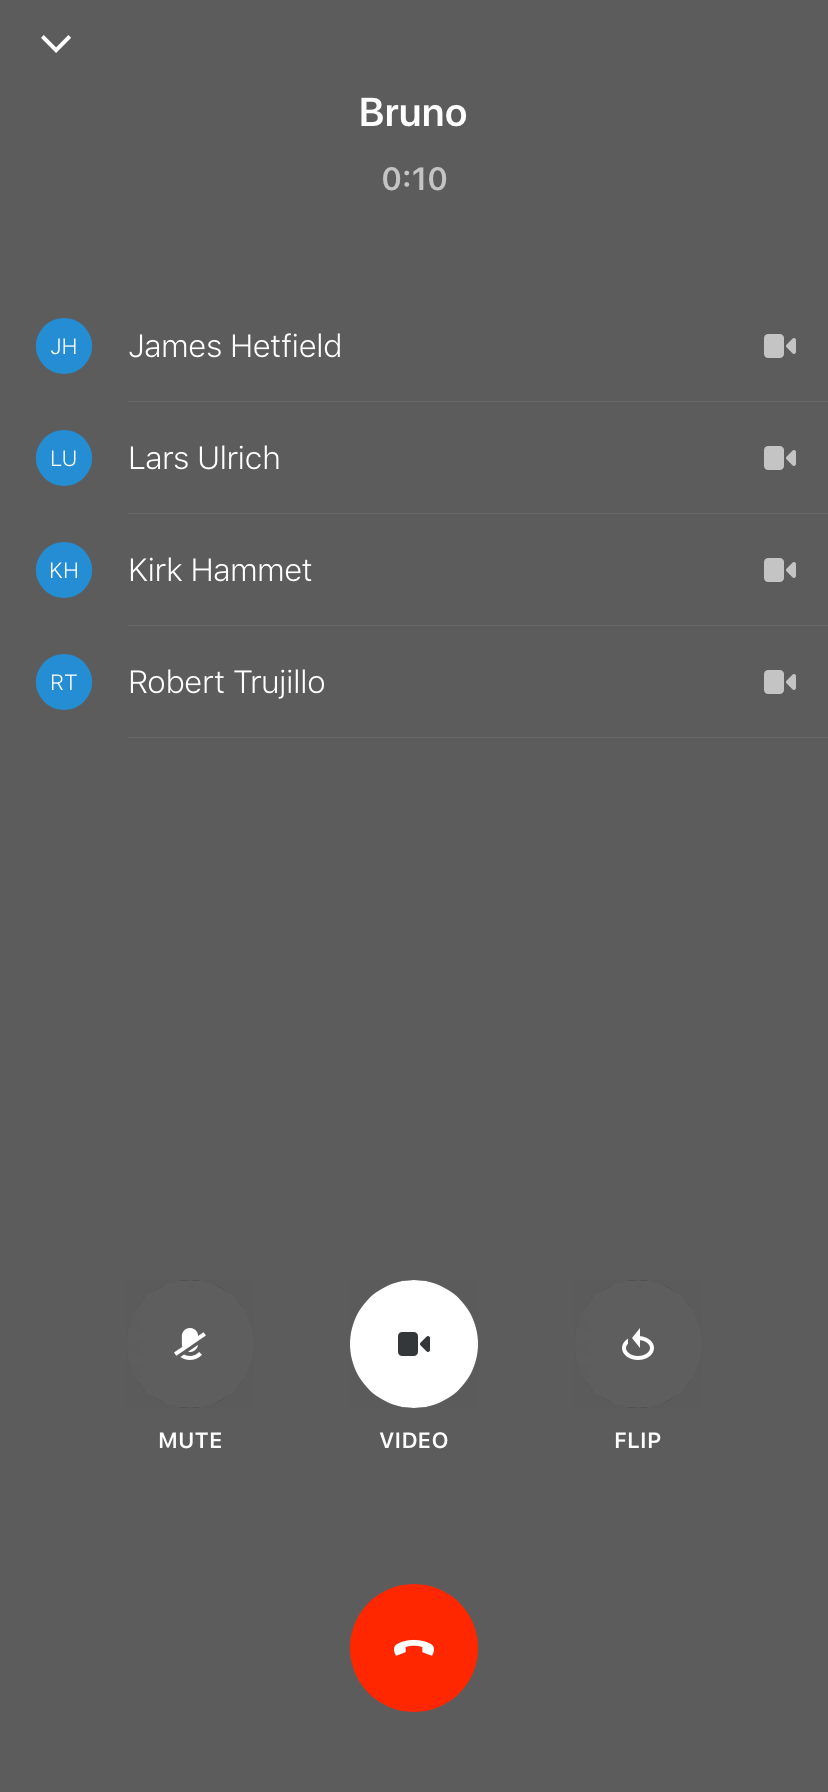 Bruno
0:10
JH James Hetfield
LU Lars Ulrich
KH Kirk Hammet
RT Robert Trujillo
MUTE VIDEO FLIP